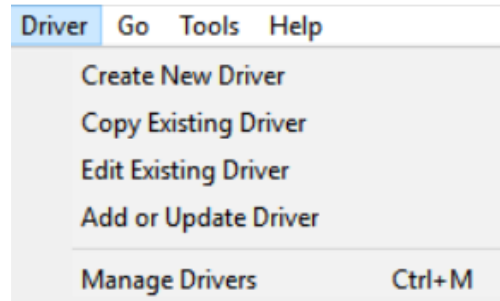 Driver Go Tools Help
Create New Driver
Copy Existing Driver
Edit Existing Driver
Add or Update Driver
Manage Drivers Ctrl+M